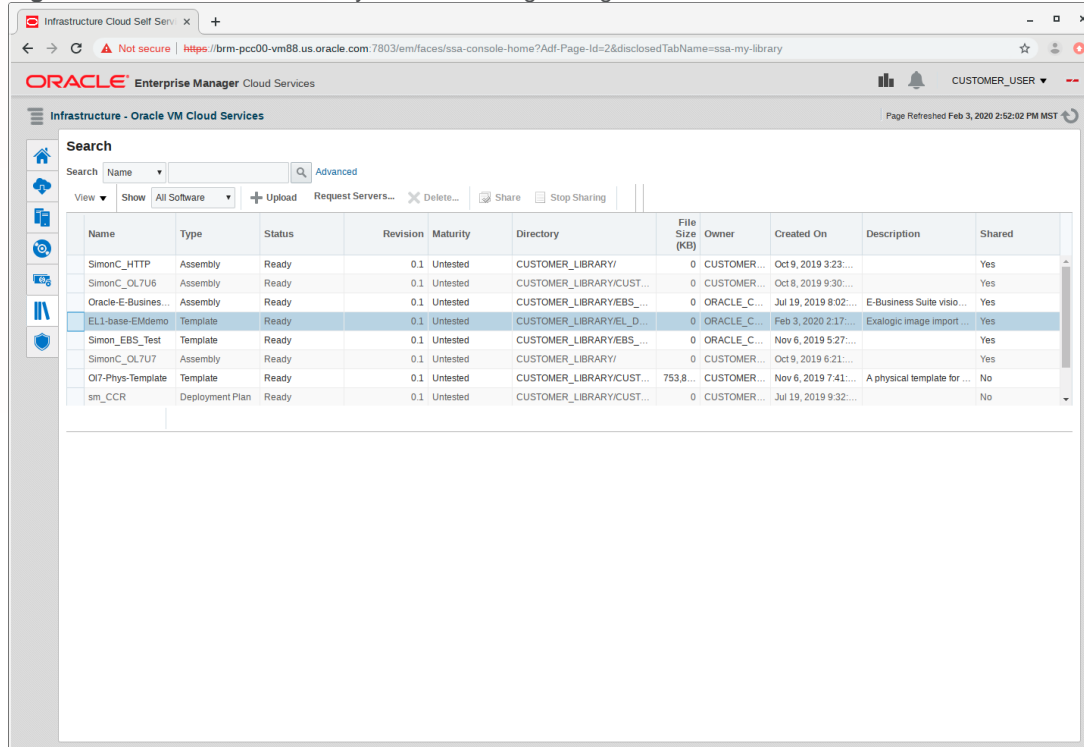 Infrastructure Cloud Self Servi × +
Not secure | https://brm-pcc00-vm88.us.oracle.com:7803/em/faces/ssa-console-home?Adf-Page-Id=2&disclosedTabName=ssa-my-library
ORACLE Enterprise Manager Cloud Services CUSTOMER_USER
Infrastructure - Oracle VM Cloud Services Page Refreshed Feb 3, 2020 2:52:02 PM MST
Search
Search Name Advanced
View Show All Software Upload Request Servers... Delete... Share Stop Sharing
Name Type Status Revision Maturity Directory File Size (KB) Owner Created On Description Shared
SimonC_HTTP Assembly Ready 0.1 Untested CUSTOMER_LIBRARY/ 0 CUSTOMER... Oct 9, 2019 3:23:... Yes
SimonC_OL7U6 Assembly Ready 0.1 Untested CUSTOMER_LIBRARY/CUST... 0 CUSTOMER... Oct 8, 2019 9:30:... Yes
Oracle-E-Busines... Assembly Ready 0.1 Untested CUSTOMER_LIBRARY/EBS_... 0 ORACLE_C... Jul 19, 2019 8:02:... E-Business Suite visio... Yes
EL1-base-EMdemo Template Ready 0.1 Untested CUSTOMER_LIBRARY/EL_D... 0 ORACLE_C... Feb 3, 2020 2:17:... Exalogic image import ... Yes
Simon_EBS_Test Template Ready 0.1 Untested CUSTOMER_LIBRARY/EBS_... 0 ORACLE_C... Nov 6, 2019 5:27:... Yes
SimonC_OL7U7 Assembly Ready 0.1 Untested CUSTOMER_LIBRARY/ 0 CUSTOMER... Oct 9, 2019 6:21:... Yes
Ol7-Phys-Template Template Ready 0.1 Untested CUSTOMER_LIBRARY/CUST... 753,8... CUSTOMER... Nov 6, 2019 7:41:... A physical template for ... No
sm_CCR Deployment Plan Ready 0.1 Untested CUSTOMER_LIBRARY/CUST... 0 CUSTOMER... Jul 19, 2019 9:32:... No